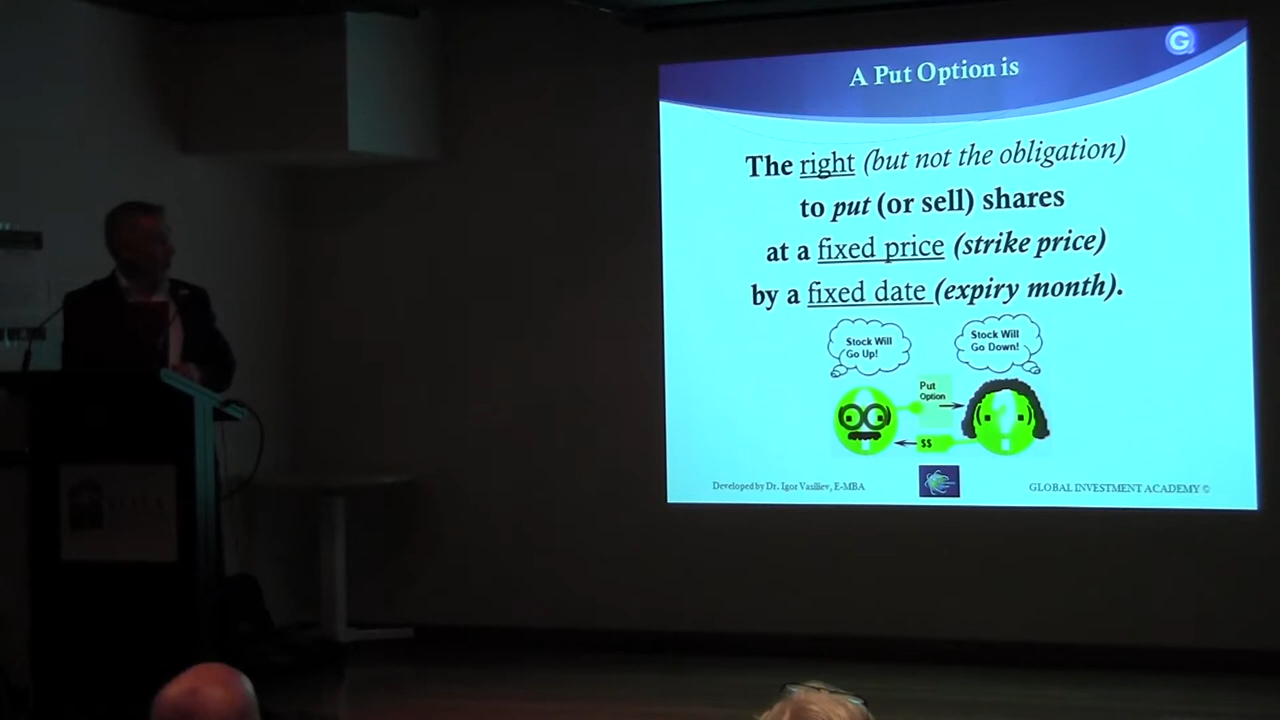 G
A Put Option is
The right (but not the obligation)
to put (or sell) shares
at a fixed price (strike price)
by a fixed date (expiry month).
Stock Will
Go Up!
Stock Will
Go Down!
Put
Option
$$
Developed by Dr. Igor Vasiliev, E-MBA
GLOBAL INVESTMENT ACADEMY ©